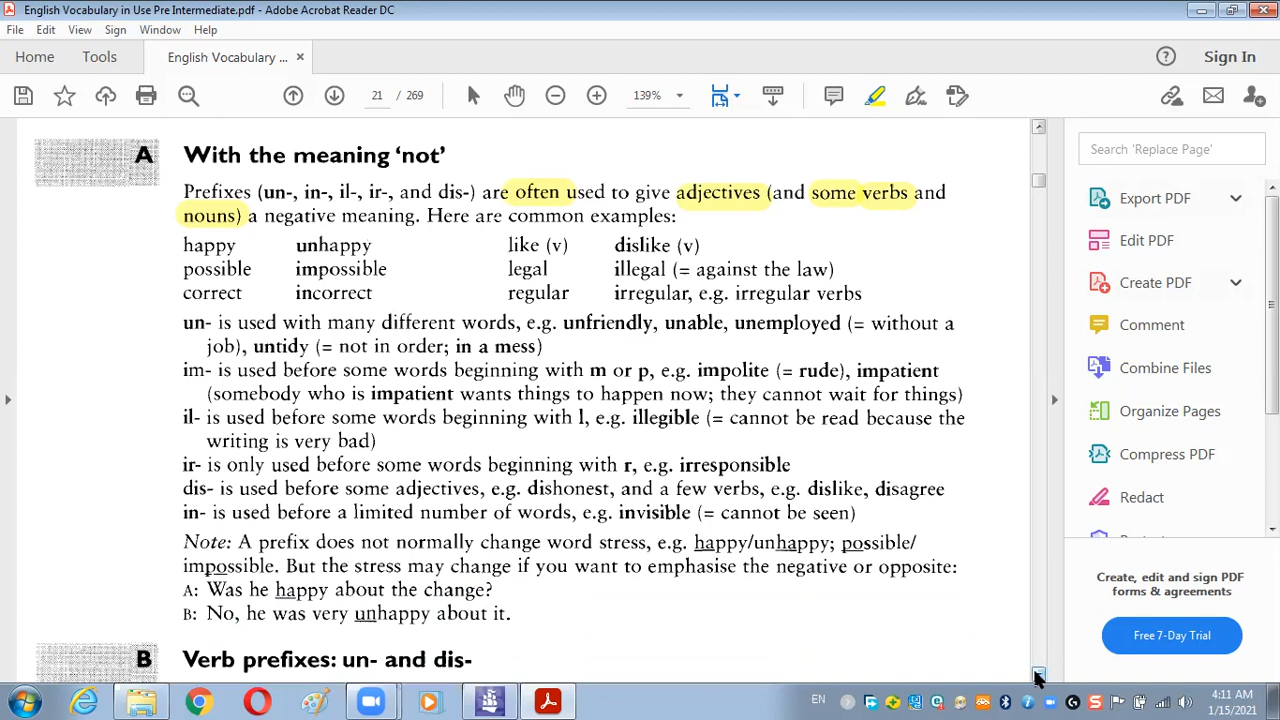 English Vocabulary in Use Pre Intermediate.pdf - Adobe Acrobat Reader DC
File Edit View Sign Window Help
Home Tools English Vocabulary ... × Sign In
21 / 269 139%
A With the meaning ‘not’
Prefixes (un-, in-, il-, ir-, and dis-) are often used to give adjectives (and some verbs and
nouns) a negative meaning. Here are common examples:
happy unhappy like (v) dislike (v)
possible impossible legal illegal (= against the law)
correct incorrect regular irregular, e.g. irregular verbs
un- is used with many different words, e.g. unfriendly, unable, unemployed (= without a
job), untidy (= not in order; in a mess)
im- is used before some words beginning with m or p, e.g. impolite (= rude), impatient
(somebody who is impatient wants things to happen now; they cannot wait for things)
il- is used before some words beginning with l, e.g. illegible (= cannot be read because the
writing is very bad)
ir- is only used before some words beginning with r, e.g. irresponsible
dis- is used before some adjectives, e.g. dishonest, and a few verbs, e.g. dislike, disagree
in- is used before a limited number of words, e.g. invisible (= cannot be seen)
Note: A prefix does not normally change word stress, e.g. happy/unhappy; possible/
impossible. But the stress may change if you want to emphasise the negative or opposite:
A: Was he happy about the change?
B: No, he was very unhappy about it.
B Verb prefixes: un- and dis-
Search 'Replace Page'
Export PDF
Edit PDF
Create PDF
Comment
Combine Files
Organize Pages
Compress PDF
Redact
Create, edit and sign PDF
forms & agreements
Free 7-Day Trial
EN
4:11 AM
1/15/2021